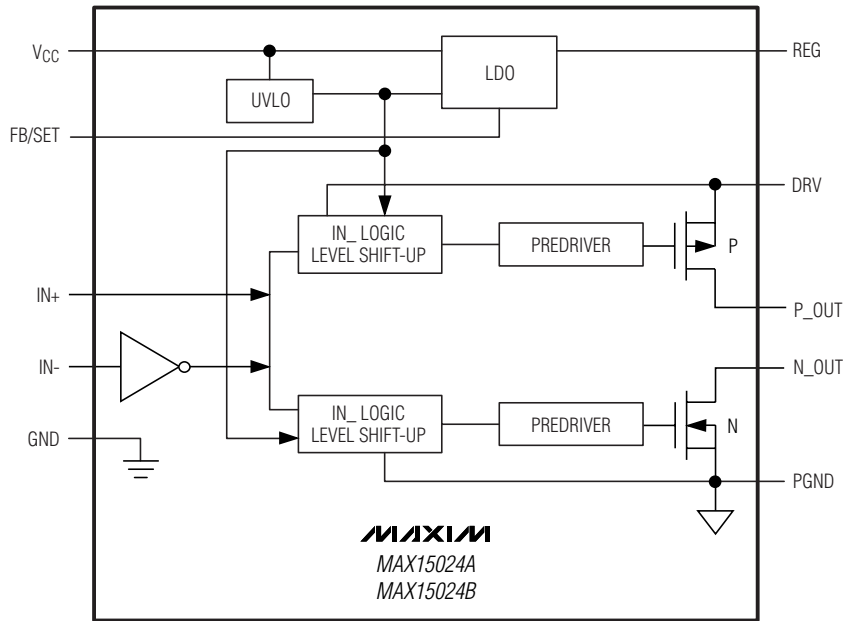 VCC
REG
LDO
UVLO
FB/SET
DRV
IN_ LOGIC
LEVEL SHIFT-UP
PREDRIVER
P
IN+
P_OUT
IN-
N_OUT
IN_ LOGIC
LEVEL SHIFT-UP
PREDRIVER
N
GND
PGND
MAXIM
MAX15024A
MAX15024B